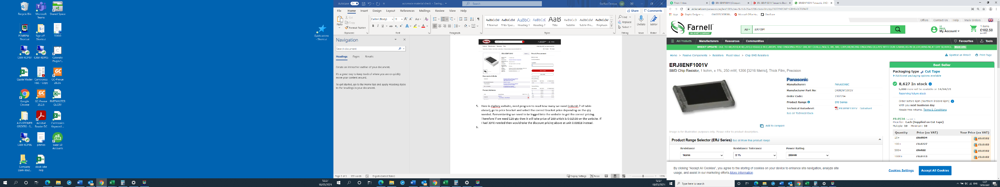 Recycle Bin
Microsoft Teams
Shared Space
PCMRPW - Shortcut
Sign off - Shortcut
TODO
Quick access - Shortcut
CAM-RDP07
CAM-RDP05
Calendly Plugin f...
Quote Master
Camtronics T&C - Copy
GC-Prevue 28.2.6
Google Chrome
GC-Prevue 28.2.6
PARTMASTER QUERY
A CUSTOMER ORDERS - S...
Acrobat Reader DC
Camtronics Keyword ...
CAM-RDP06
pitches
Sage 50 Accounts
Company (cam-sbs2...
stock take mrp
12:27
18/03/2021
AutoSave On
automate material check - Saving...
Search
Steffan Denton SD
File Home Insert Design Layout References Mailings Review View Help
Share Comments
Paste
Cut
Copy
Format Painter
Calibri (Body) 11
AaBbCcDd AaBbCcDd AaBbCc AaBbCcD AaB AaBbCcD AaBbCcDd AaBbCcDd
¶ Normal ¶ No Spac... Heading 1 Heading 2 Title Subtitle Subtle Em... Emphasis
Find
Replace
Select
Dictate
Editor
Clipboard Font Paragraph Styles Editing Voice Editor
Navigation
Search document
Headings Pages Results
Create an interactive outline of your document.
It's a great way to keep track of where you are or quickly
move your content around.
To get started, go to the Home tab and apply Heading styles
to the headings in your document.
ERJ-8ENF1001V
Price & Procurement
Documents & Media
Product Attributes
5. Here is digikey website, need program to read how many we need (columb 2 of table
above), go to price bracket and select the correct bracket price depending on the qty
needed. Remembering we need to be logged into the website to get the correct pricing.
Therefore if we need 120 qty then it will take price of 100 which is 0.02530 on the website. If
I had 3040 needed then would take the discount pricing above at unit 0.00818 instead.
6.
Page 3 of 3 359 words English (United States)
Display Settings Focus 100%
12:27
18/03/2021
Fiverr / Inbox
ERJ 8ENF1001V | Octopart
ERJ-8ENF1001V Panasonic Electr
ERJ8ENF1001V Panasonic, SMD
uk.farnell.com/panasonic/erj8enf1001v/res-1k-1-0-25w-1206-thick-film/dp/2307294?CMP=GRHB-OCTOPART
Apps
Graphic Designer -...
Microsoft Office Ho...
ClemStore
Offers Contact Us Help Track Orders
Farnell
AN AVNET COMPANY
All 2307294
Hi PAUL
My Account
1 items
£102.50
(ex VAT)
All Products Manufacturers Resources Communities
Favourites Tools
BREXIT UPDATE: DUE TO WEATHER RELATED ISSUES IN EUROPE AND ONGOING POST BREXIT CHALLENGES, WE ARE EXPERIENCING ONGOING DELAYS WITH OUR CARRIERS IN DELIVERING NEXT DAY SERVICE. More info
Home > Passive Components > Resistors - Fixed Value > Chip SMD Resistors
Spotted an Error? Print Page
ERJ8ENF1001V
SMD Chip Resistor, 1 kohm, ± 1%, 250 mW, 1206 [3216 Metric], Thick Film, Precision
Panasonic
Manufacturer: PANASONIC
Manufacturer Part No: ERJ8ENF1001V
Order Code: 2307294
Product Range ERJ Series
Technical Datasheet: ERJ8ENF1001V Datasheet
See all Technical Docs
Add to compare
Image is for illustrative purposes only. Please refer to product description.
Product Range Selector (ERJ Series) See all from this product range
Resistance Resistance Tolerance Power Rating
1kohm ± 1% 250mW
Best Seller
Packaging type Cut Tape
Additional packaging options available
8,627 In stock
5,000 more will be available on 14/04/21
Reserving future stock
Order before 6pm (Northern Ireland 6pm)
With you next business day
Hassle free returns. Terms & Conditions
£0.0534 (ex VAT)
Price for: Each (Supplied on Cut Tape)
Multiple: 10 Minimum: 10
Quantity Price (ex VAT) Your Price (ex VAT)
10+ £0.0534 £0.0102
100+ £0.0227 £0.0102
500+ £0.022 £0.0102
1000+ £0.0113 £0.0102
By clicking "Accept All Cookies", you agree to the storing of cookies on your device to enhance site navigation, analyze site
usage, and assist in our marketing efforts. More Information
Cookies Settings
Accept All Cookies
Type here to search
ENG
12:27
18/03/2021